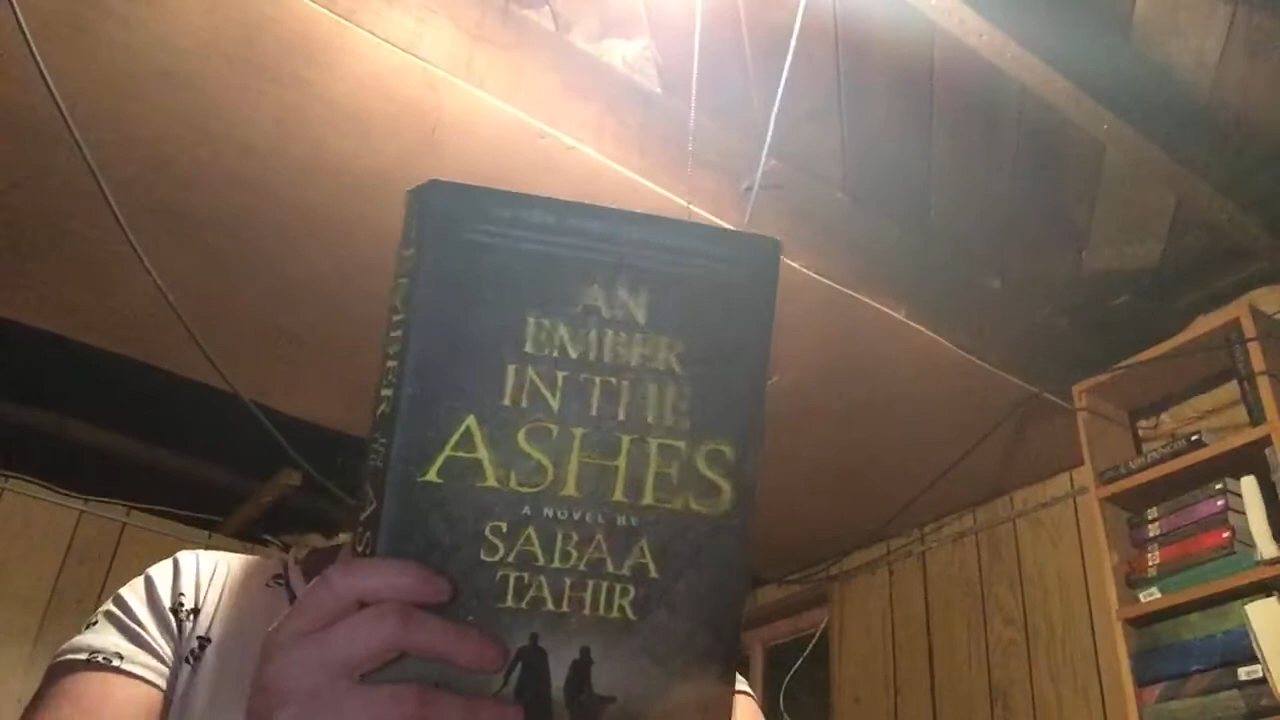 AN
EMBER
IN THE
ASHES
A NOVEL BY
SABAA
TAHIR